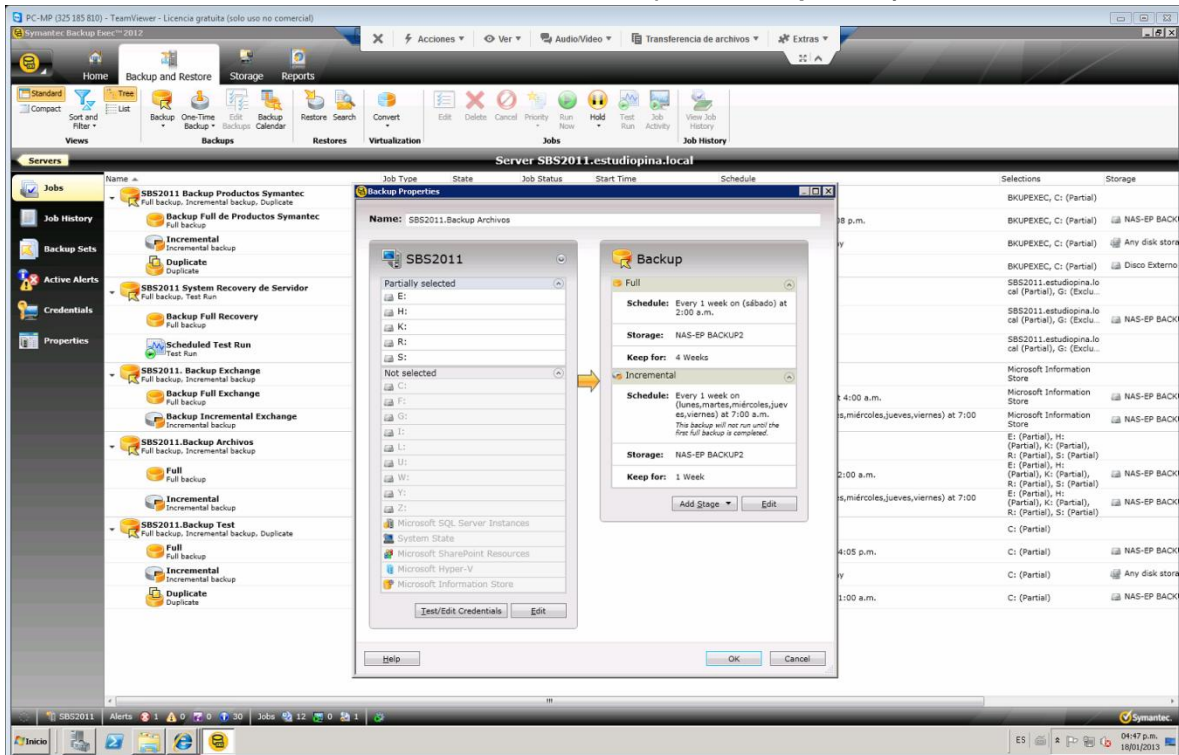 PC-MP (325 185 810) - TeamViewer - Licencia gratuita (solo uso no comercial)
Symantec Backup Exec™ 2012
Acciones Ver Audio/Video Transferencia de archivos Extras
Home Backup and Restore Storage Reports
Standard
Compact
Sort and Filter
Tree
List
Backup
One-Time Backup
Edit Backups
Backup Calendar
Restore
Search
Convert
Edit
Delete
Cancel
Priority
Run Now
Hold
Test Run
Job Activity
View Job History
Views Backups Restores Virtualization Jobs Job History
Servers
Server SBS2011.estudiopina.local
Jobs
Job History
Backup Sets
Active Alerts
Credentials
Properties
Name Job Type State Job Status Start Time Schedule Selections Storage
SBS2011 Backup Productos Symantec
Full backup, Incremental backup, Duplicate
BKUPEXEC, C: (Partial)
Backup Full de Productos Symantec
Full backup
8 p.m.
BKUPEXEC, C: (Partial) NAS-EP BACK
Incremental
Incremental backup
BKUPEXEC, C: (Partial) Any disk stora
Duplicate
Duplicate
BKUPEXEC, C: (Partial) Disco Externo
SBS2011 System Recovery de Servidor
Full backup, Test Run
SBS2011.estudiopina.lo
cal (Partial), G: (Exclu...
Backup Full Recovery
Full backup
SBS2011.estudiopina.lo
cal (Partial), G: (Exclu...
NAS-EP BACK
Scheduled Test Run
Test Run
SBS2011.estudiopina.lo
cal (Partial), G: (Exclu...
SBS2011. Backup Exchange
Full backup, Incremental backup
Microsoft Information
Store
Backup Full Exchange
Full backup
t 4:00 a.m.
Microsoft Information
Store
NAS-EP BACK
Backup Incremental Exchange
Incremental backup
s,miércoles,jueves,viernes) at 7:00
Microsoft Information
Store
NAS-EP BACK
SBS2011.Backup Archivos
Full backup, Incremental backup
E: (Partial), H:
(Partial), K: (Partial),
R: (Partial), S: (Partial)
Full
Full backup
2:00 a.m.
E: (Partial), H:
(Partial), K: (Partial),
R: (Partial), S: (Partial)
NAS-EP BACK
Incremental
Incremental backup
s,miércoles,jueves,viernes) at 7:00
E: (Partial), H:
(Partial), K: (Partial),
R: (Partial), S: (Partial)
NAS-EP BACK
SBS2011.Backup Test
Full backup, Incremental backup, Duplicate
C: (Partial)
Full
Full backup
4:05 p.m.
C: (Partial) NAS-EP BACK
Incremental
Incremental backup
C: (Partial) Any disk stora
Duplicate
Duplicate
1:00 a.m.
C: (Partial) NAS-EP BACK
Backup Properties
Name: SBS2011.Backup Archivos
SBS2011
Partially selected
E:
H:
K:
R:
S:
Not selected
C:
F:
G:
I:
L:
U:
W:
Y:
Z:
Microsoft SQL Server Instances
System State
Microsoft SharePoint Resources
Microsoft Hyper-V
Microsoft Information Store
Test/Edit Credentials Edit
Backup
Full
Schedule: Every 1 week on (sábado) at
2:00 a.m.
Storage: NAS-EP BACKUP2
Keep for: 4 Weeks
Incremental
Schedule: Every 1 week on
(lunes,martes,miércoles,juev
es,viernes) at 7:00 a.m.
This backup will not run until the
first full backup is completed.
Storage: NAS-EP BACKUP2
Keep for: 1 Week
Add Stage Edit
Help OK Cancel
SBS2011 Alerts 1 0 0 30 Jobs 12 0 1
Symantec.
Inicio
ES
04:47 p.m.
18/01/2013